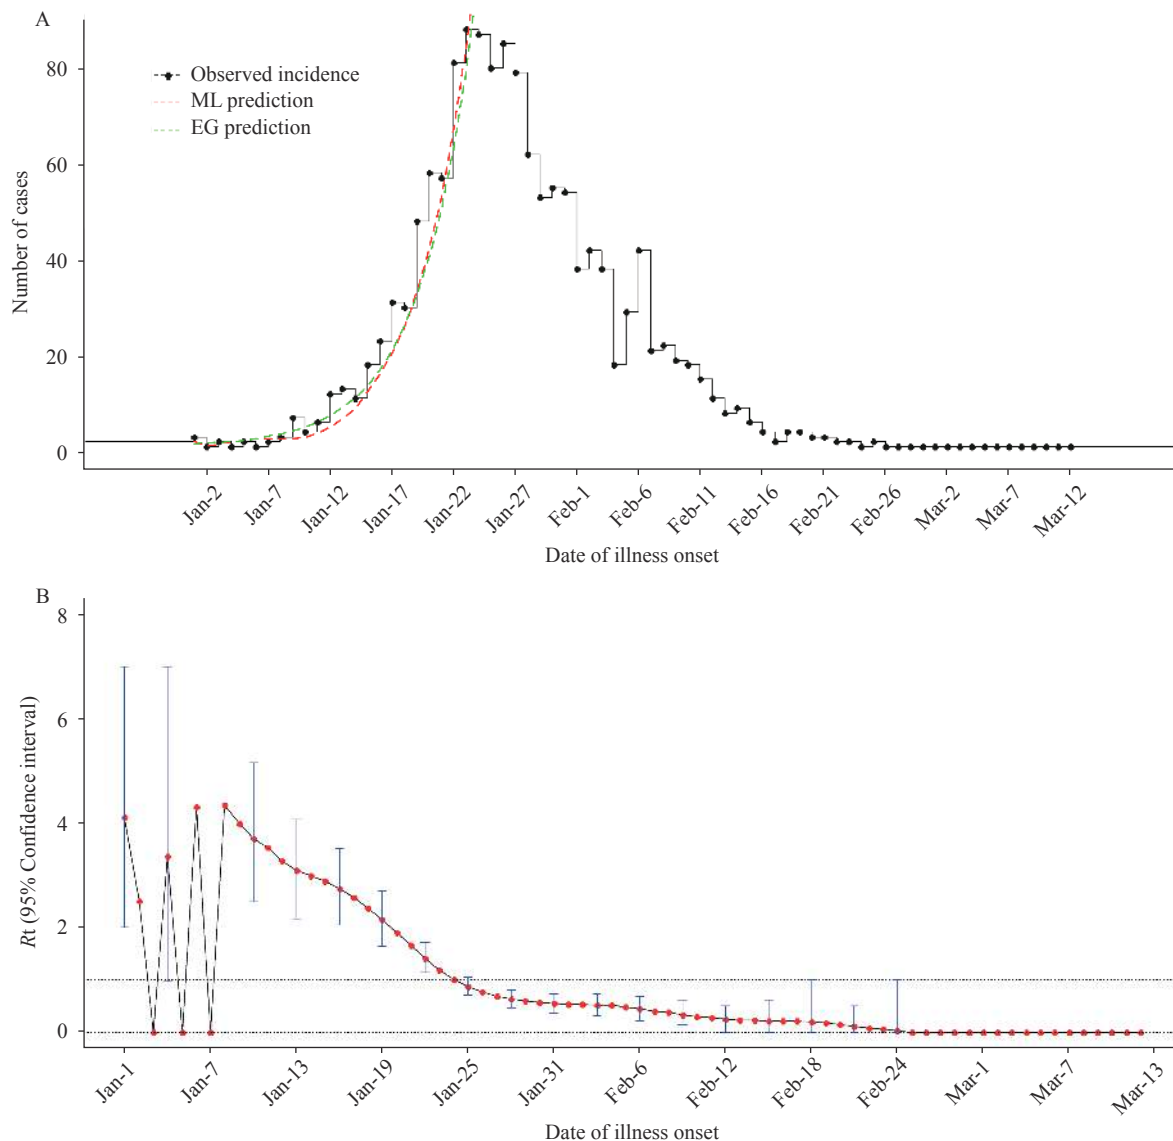 A
Observed incidence
ML prediction
EG prediction
Number of cases
80
60
40
20
0
Jan-2
Jan-7
Jan-12
Jan-17
Jan-22
Jan-27
Feb-1
Feb-6
Feb-11
Feb-16
Feb-21
Feb-26
Mar-2
Mar-7
Mar-12
Date of illness onset
B
Rt (95% Confidence interval)
8
6
4
2
0
Jan-1
Jan-7
Jan-13
Jan-19
Jan-25
Jan-31
Feb-6
Feb-12
Feb-18
Feb-24
Mar-1
Mar-7
Mar-13
Date of illness onset